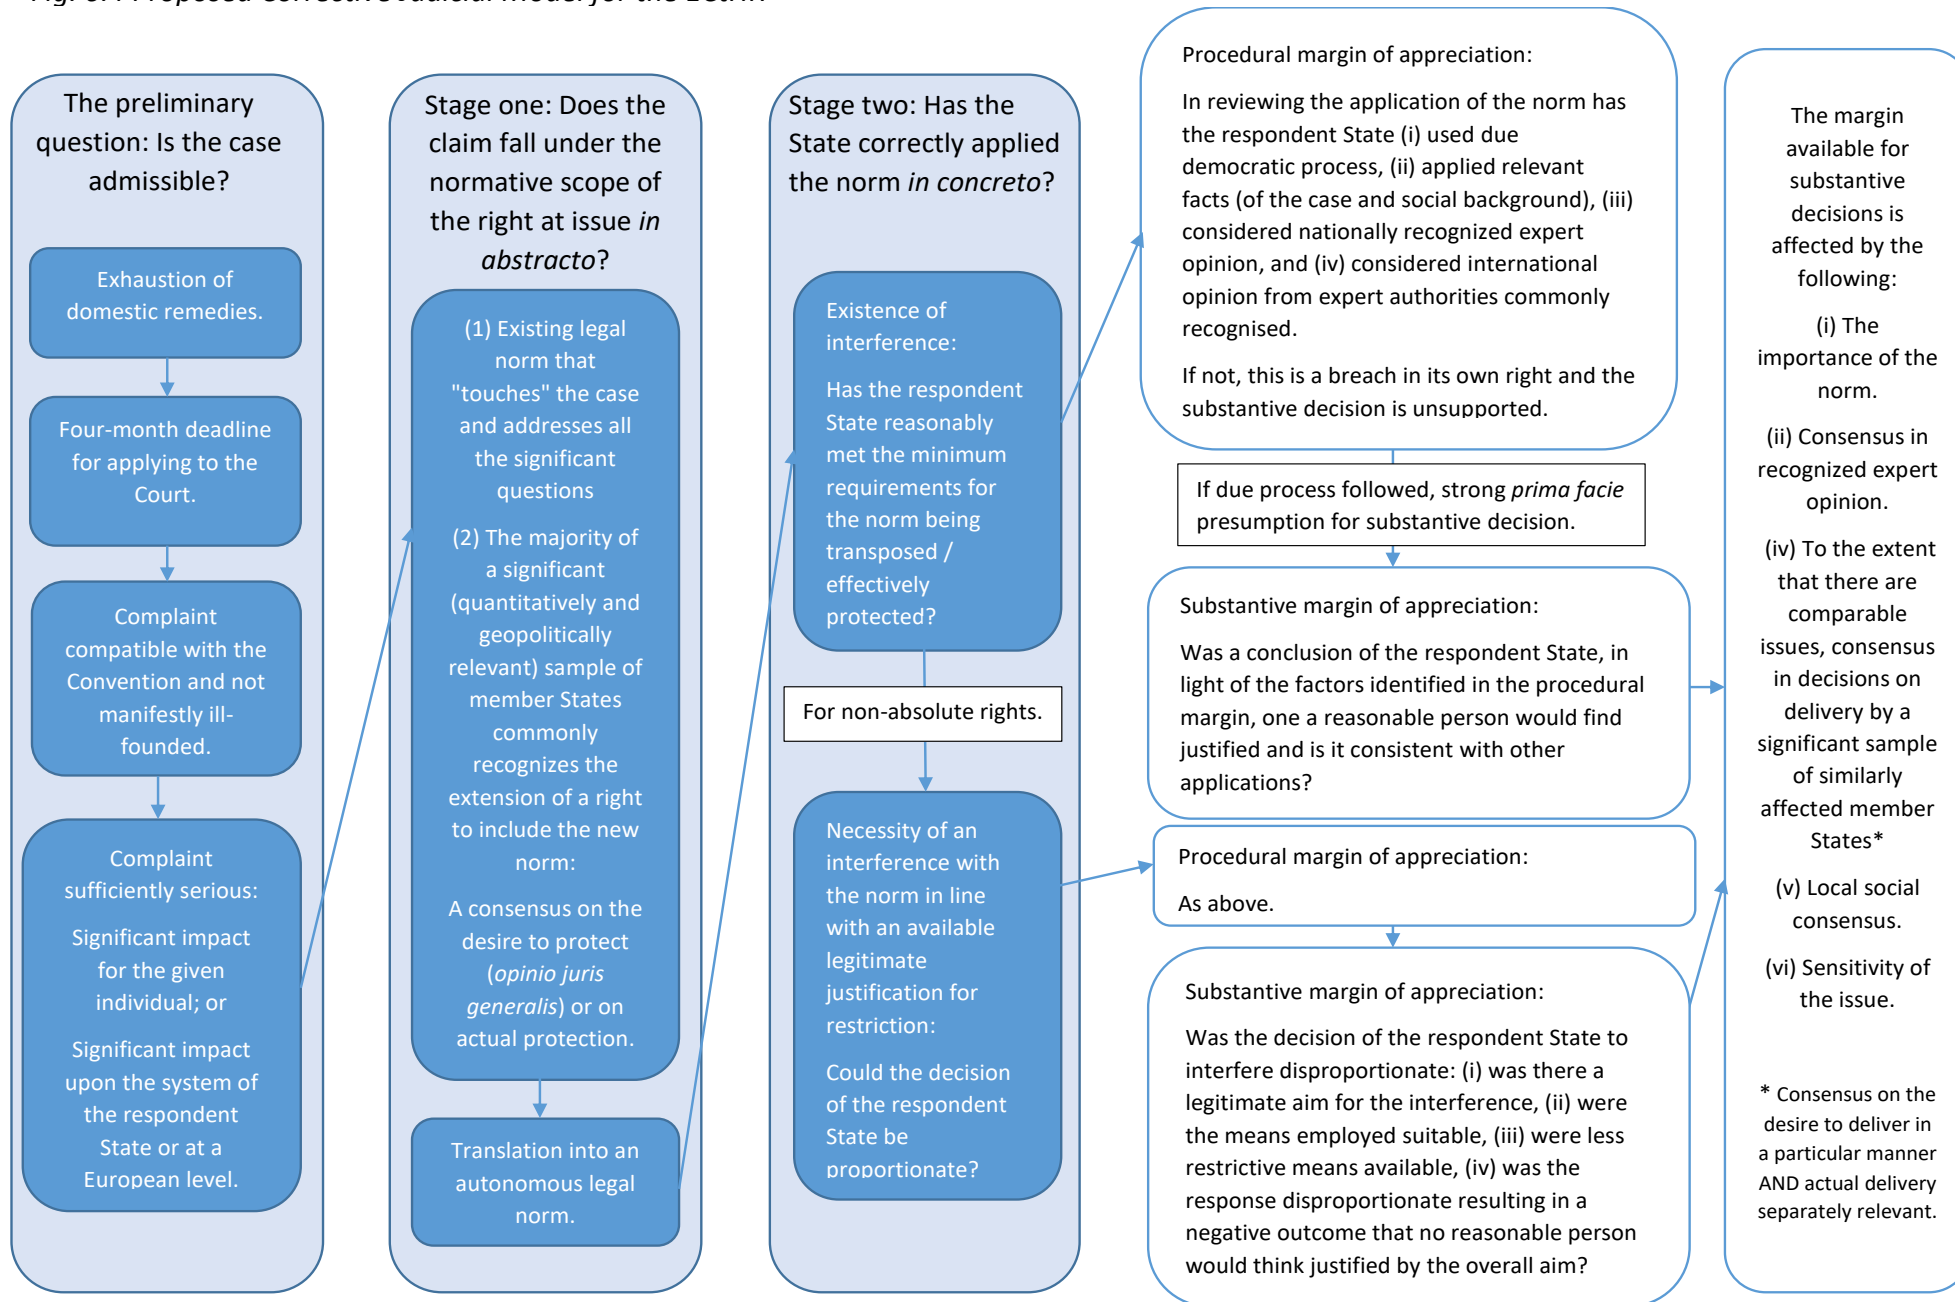 The preliminary
question: Is the case
admissible?
Exhaustion of
domestic remedies.
Four-month deadline
for applying to the
Court.
Complaint
compatible with the
Convention and not
manifestly ill-
founded.
Complaint
sufficiently serious:
Significant impact
for the given
individual; or
Significant impact
upon the system of
the respondent
State or at a
European level.
Stage one: Does the
claim fall under the
normative scope of
the right at issue in
abstracto?
(1) Existing legal
norm that
"touches" the case
and addresses all
the significant
questions
(2) The majority of
a significant
(quantitatively and
geopolitically
relevant) sample of
member States
commonly
recognizes the
extension of a right
to include the new
norm:
A consensus on the
desire to protect
(opinio juris
generalis) or on
actual protection.
Translation into an
autonomous legal
norm.
Stage two: Has the
State correctly applied
the norm in concreto?
Existence of
interference:
Has the respondent
State reasonably
met the minimum
requirements for
the norm being
transposed /
effectively
protected?
For non-absolute rights.
Necessity of an
interference with
the norm in line
with an available
legitimate
justification for
restriction:
Could the decision
of the respondent
State be
proportionate?
Procedural margin of appreciation:
In reviewing the application of the norm has
the respondent State (i) used due
democratic process, (ii) applied relevant
facts (of the case and social background), (iii)
considered nationally recognized expert
opinion, and (iv) considered international
opinion from expert authorities commonly
recognised.
If not, this is a breach in its own right and the
substantive decision is unsupported.
If due process followed, strong prima facie
presumption for substantive decision.
Substantive margin of appreciation:
Was a conclusion of the respondent State, in
light of the factors identified in the procedural
margin, one a reasonable person would find
justified and is it consistent with other
applications?
Procedural margin of appreciation:
As above.
Substantive margin of appreciation:
Was the decision of the respondent State to
interfere disproportionate: (i) was there a
legitimate aim for the interference, (ii) were
the means employed suitable, (iii) were less
restrictive means available, (iv) was the
response disproportionate resulting in a
negative outcome that no reasonable person
would think justified by the overall aim?
The margin
available for
substantive
decisions is
affected by the
following:
(i) The
importance of the
norm.
(ii) Consensus in
recognized expert
opinion.
(iv) To the extent
that there are
comparable
issues, consensus
in decisions on
delivery by a
significant sample
of similarly
affected member
States*
(v) Local social
consensus.
(vi) Sensitivity of
the issue.
* Consensus on the
desire to deliver in
a particular manner
AND actual delivery
separately relevant.